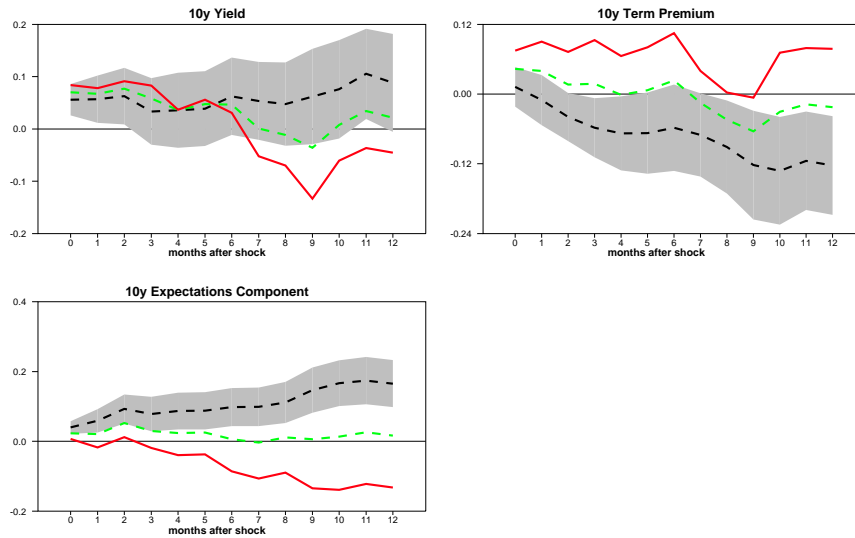 10y Yield
0.2
0.1
0.0
-0.1
-0.2
0 1 2 3 4 5 6 7 8 9 10 11 12
months after shock
10y Term Premium
0.12
0.00
-0.12
-0.24
0 1 2 3 4 5 6 7 8 9 10 11 12
months after shock
10y Expectations Component
0.4
0.2
0.0
-0.2
0 1 2 3 4 5 6 7 8 9 10 11 12
months after shock